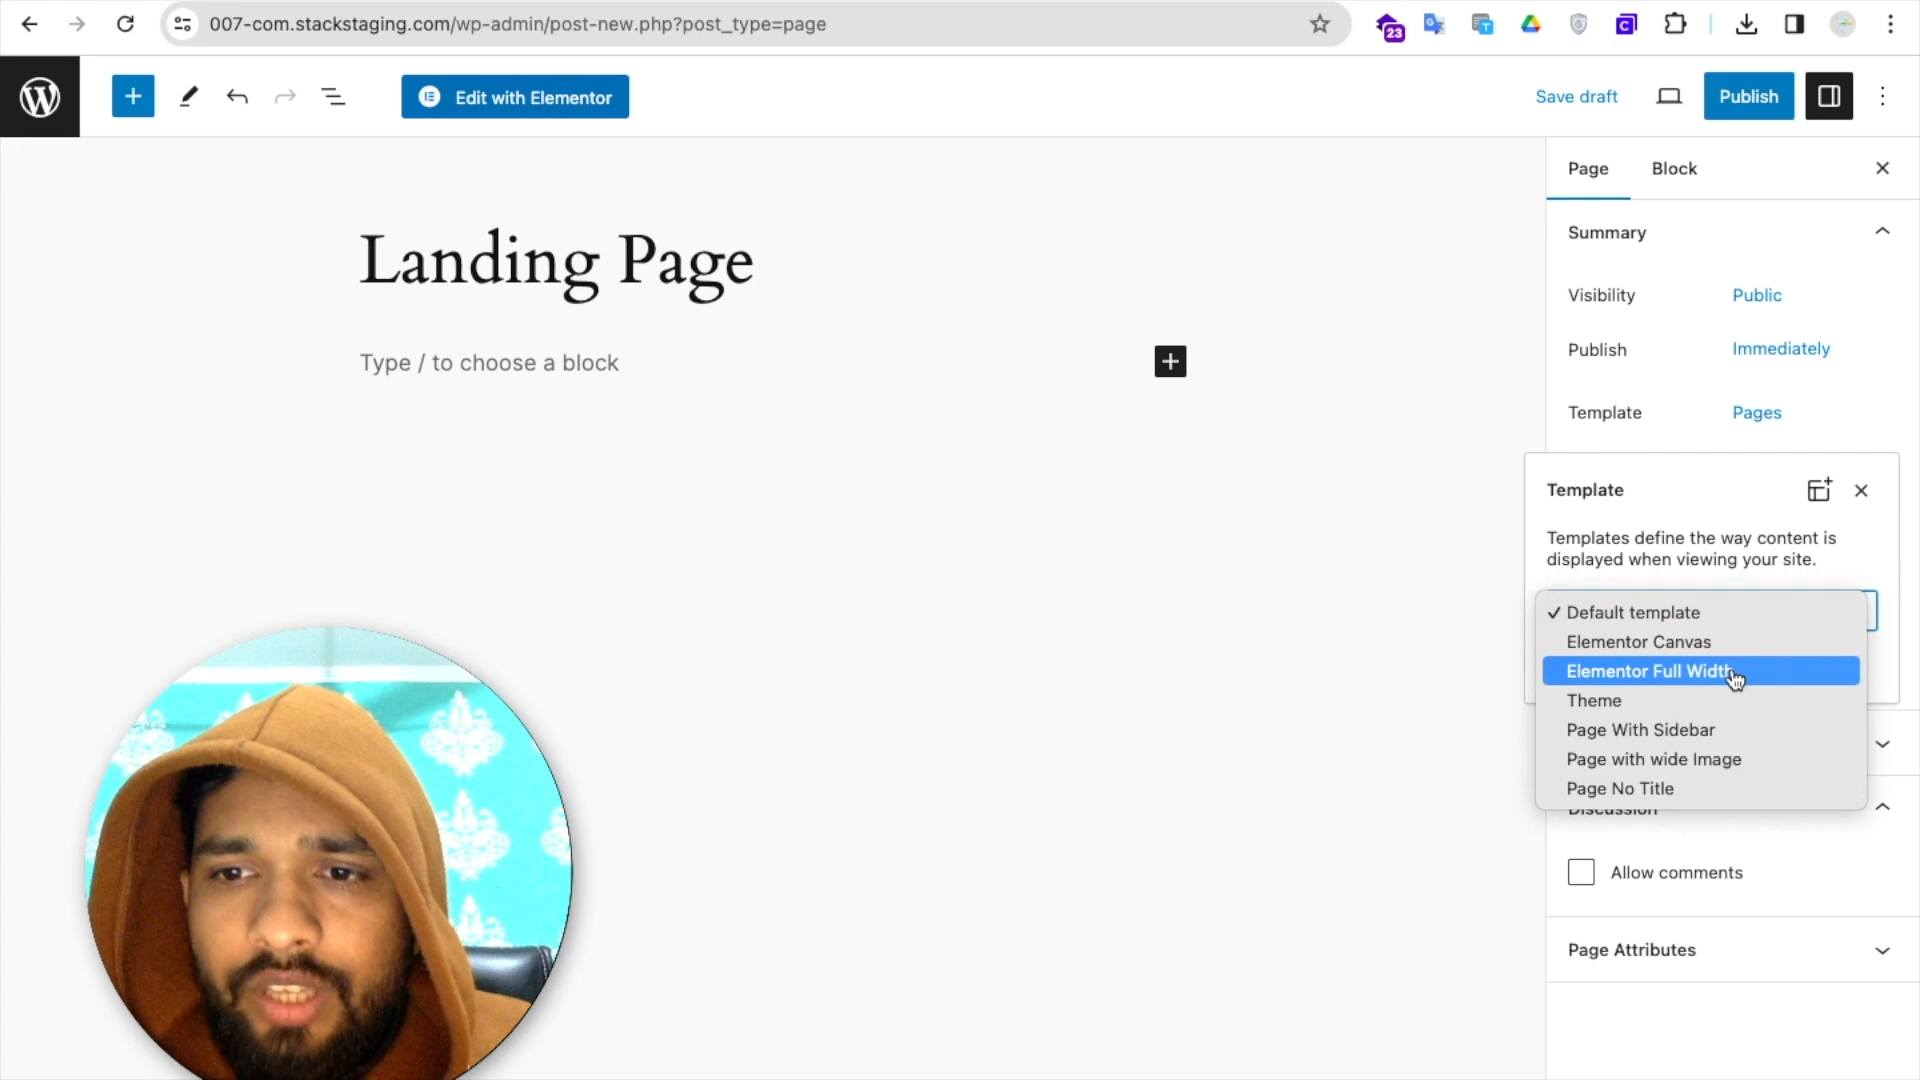 007-com.stackstaging.com/wp-admin/post-new.php?post_type=page
23
Edit with Elementor
Save draft
Publish
Page
Block
Landing Page
Type / to choose a block
Summary
Visibility
Public
Publish
Immediately
Template
Pages
Template
Templates define the way content is
displayed when viewing your site.
✓ Default template
Elementor Canvas
Elementor Full Width
Theme
Page With Sidebar
Page with wide Image
Page No Title
Discussion
Allow comments
Page Attributes